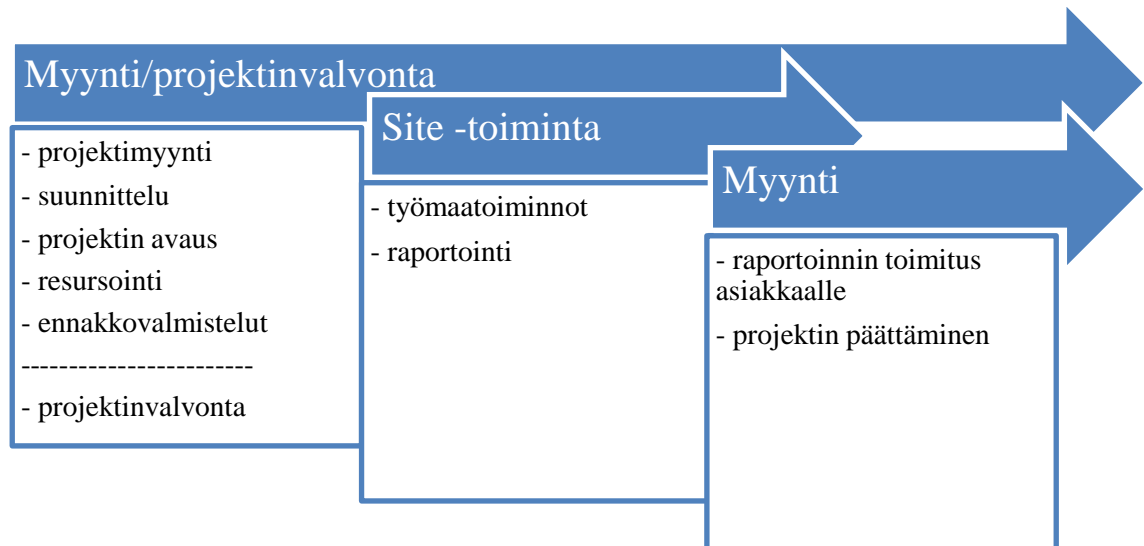 Myynti/projektinvalvonta
- projektimyynti
- suunnittelu
- projektin avaus
- resursointi
- ennakkovalmistelut
------------------------
- projektinvalvonta
Site -toiminta
- työmaatoiminnot
- raportointi
Myynti
- raportoinnin toimitus
asiakkaalle
- projektin päättäminen